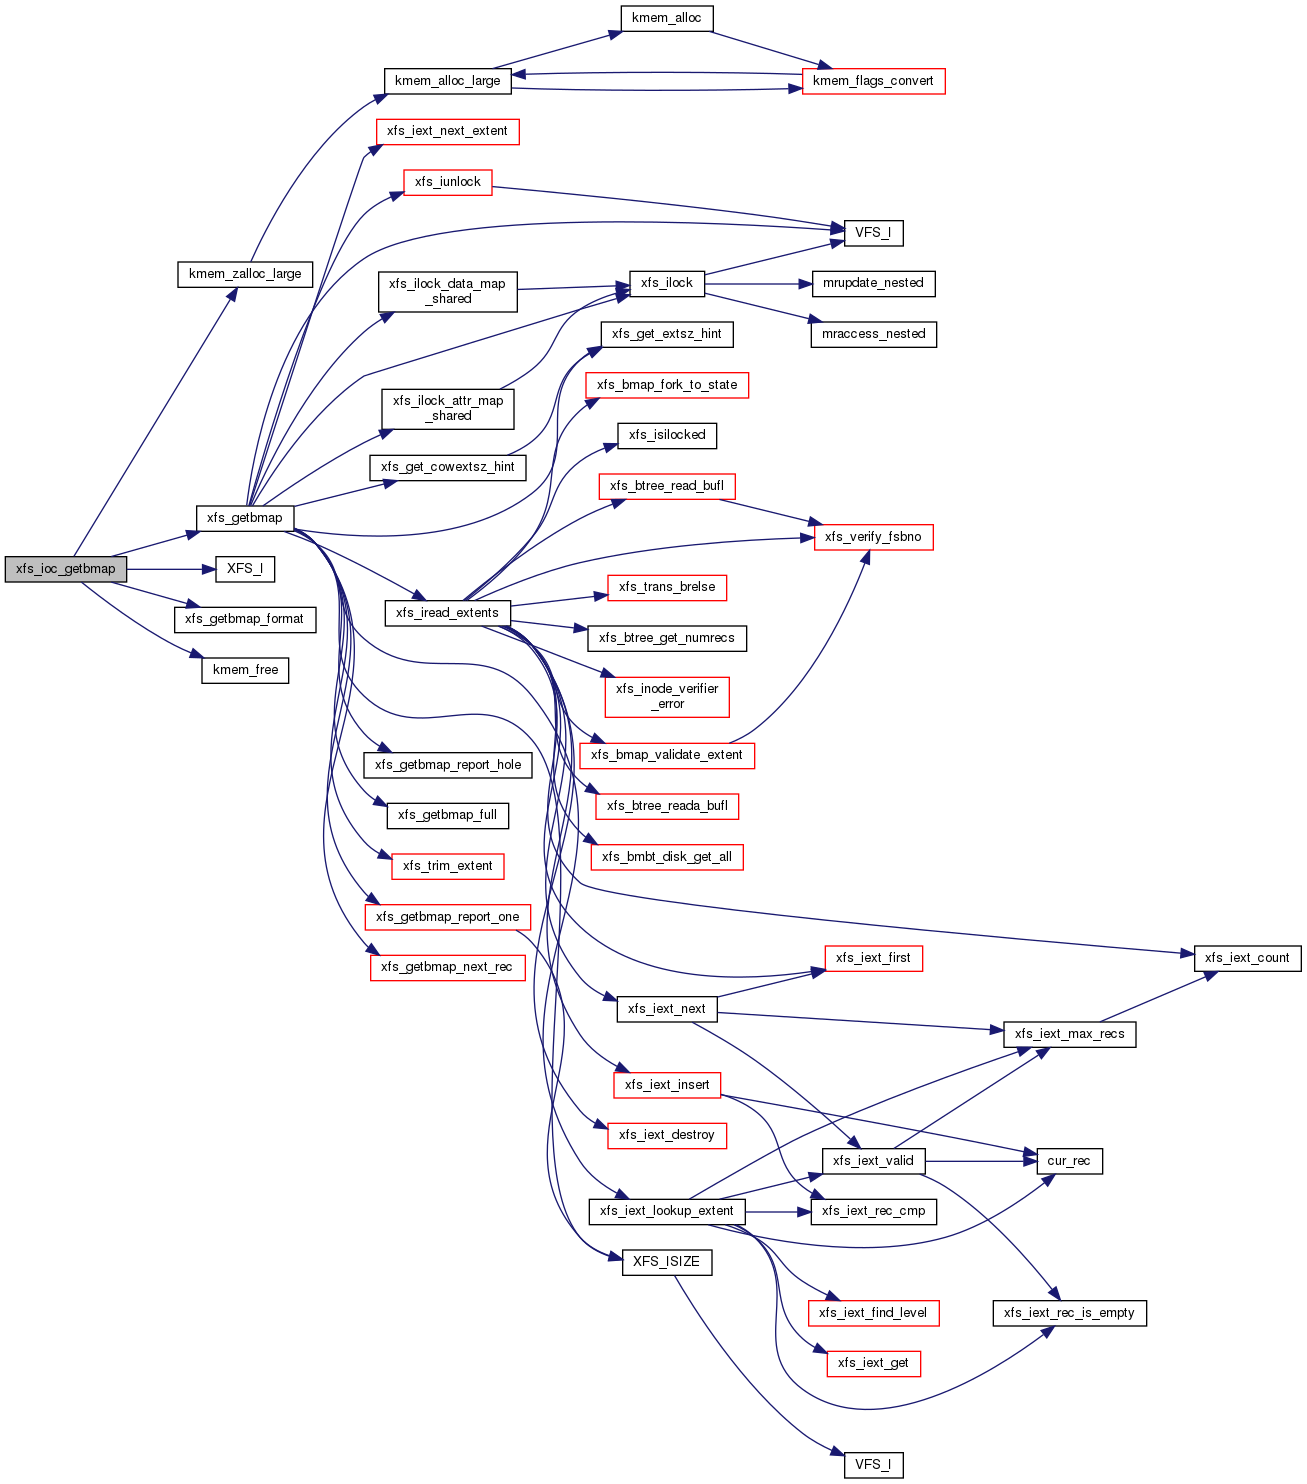 kmem_alloc
kmem_alloc_large
kmem_flags_convert
xfs_iext_next_extent
xfs_iunlock
VFS_I
kmem_zalloc_large
xfs_ilock_data_map
_shared
xfs_ilock
mrupdate_nested
mraccess_nested
xfs_get_extsz_hint
xfs_bmap_fork_to_state
xfs_ilock_attr_map
_shared
xfs_isilocked
xfs_get_cowextsz_hint
xfs_btree_read_bufl
xfs_getbmap
xfs_verify_fsbno
xfs_ioc_getbmap
XFS_I
xfs_trans_brelse
xfs_getbmap_format
xfs_iread_extents
xfs_btree_get_numrecs
kmem_free
xfs_inode_verifier
_error
xfs_bmap_validate_extent
xfs_getbmap_report_hole
xfs_btree_reada_bufl
xfs_getbmap_full
xfs_bmbt_disk_get_all
xfs_trim_extent
xfs_getbmap_report_one
xfs_getbmap_next_rec
xfs_iext_first
xfs_iext_count
xfs_iext_next
xfs_iext_max_recs
xfs_iext_insert
xfs_iext_destroy
xfs_iext_valid
cur_rec
xfs_iext_lookup_extent
xfs_iext_rec_cmp
XFS_ISIZE
xfs_iext_find_level
xfs_iext_rec_is_empty
xfs_iext_get
VFS_I